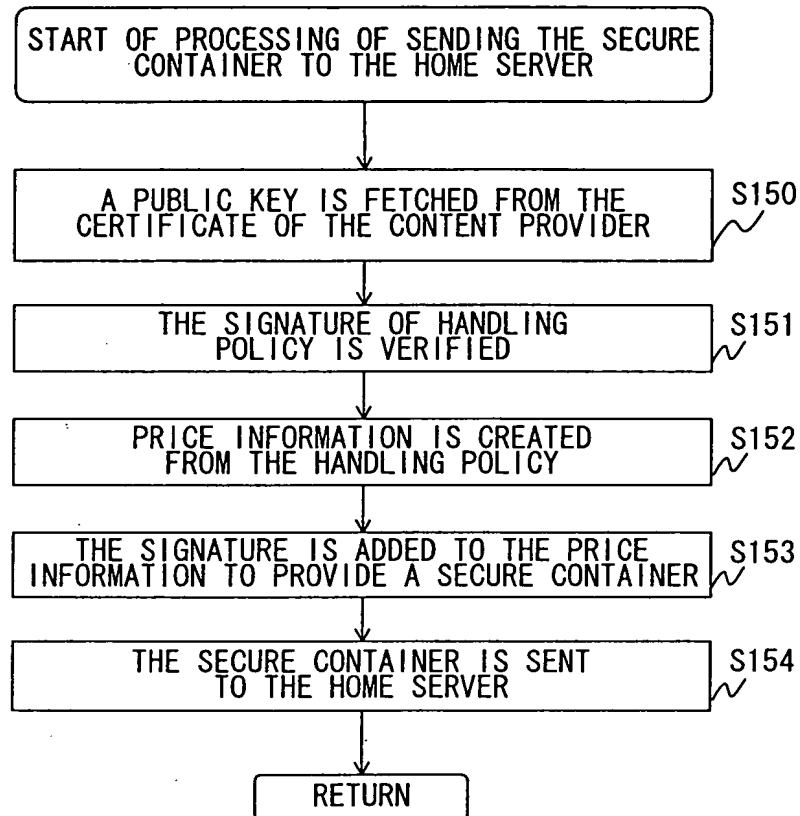 START OF PROCESSING OF SENDING THE SECURE
CONTAINER TO THE HOME SERVER
A PUBLIC KEY IS FETCHED FROM THE
CERTIFICATE OF THE CONTENT PROVIDER
S150
THE SIGNATURE OF HANDLING
POLICY IS VERIFIED
S151
PRICE INFORMATION IS CREATED
FROM THE HANDLING POLICY
S152
THE SIGNATURE IS ADDED TO THE PRICE
INFORMATION TO PROVIDE A SECURE CONTAINER
S153
THE SECURE CONTAINER IS SENT
TO THE HOME SERVER
S154
RETURN